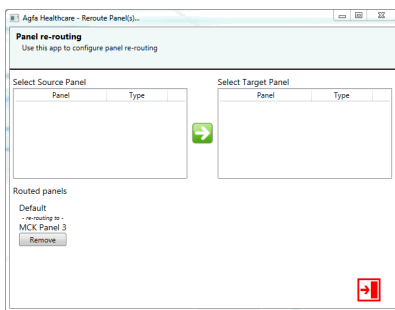 Agfa Healthcare - Reroute Panel(s)...
Panel re-routing
Use this app to configure panel re-routing
Select Source Panel
Select Target Panel
Panel Type
Panel Type
Routed panels
Default
- re-routing to -
MCK Panel 3
Remove